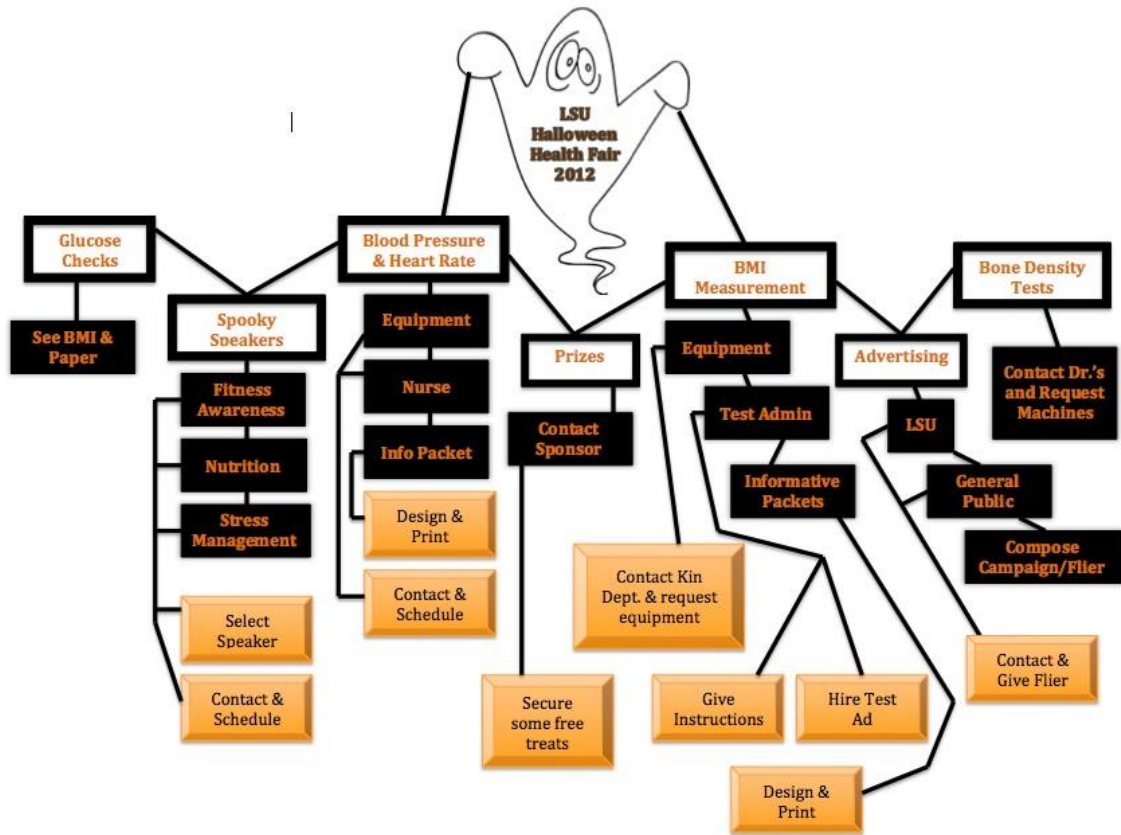 LSU
Halloween
Health Fair
2012
Glucose
Checks
Blood Pressure
& Heart Rate
BMI
Measurement
Bone Density
Tests
See BMI &
Paper
Spooky
Speakers
Equipment
Prizes
Equipment
Advertising
Contact Dr.'s
and Request
Machines
Fitness
Awareness
Nurse
Contact
Sponsor
Test Admin
LSU
Nutrition
Info Packet
Informative
Packets
General
Public
Stress
Management
Design &
Print
Compose
Campaign/Flier
Select
Speaker
Contact &
Schedule
Contact Kin
Dept. & request
equipment
Contact &
Give Flier
Contact &
Schedule
Secure
some free
treats
Give
Instructions
Hire Test
Ad
Design &
Print